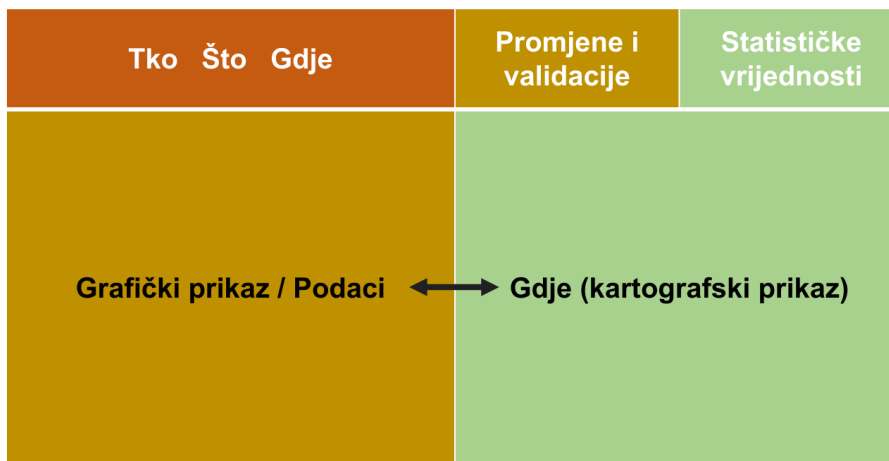 Tko Što Gdje
Promjene i
validacije
Statističke
vrijednosti
Grafički prikaz / Podaci
Gdje (kartografski prikaz)